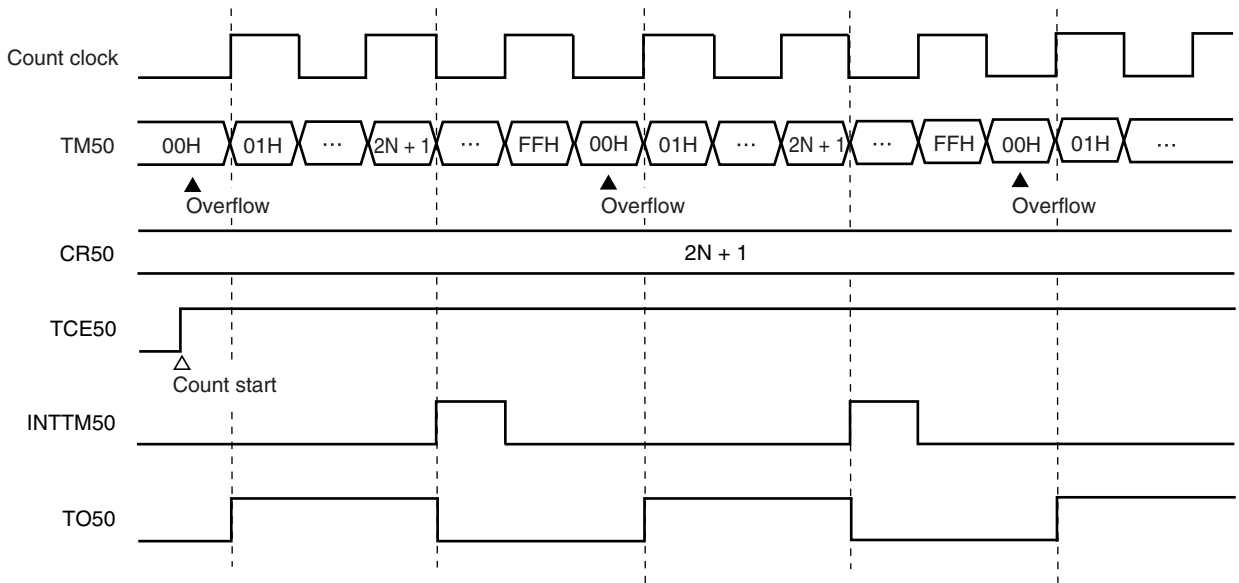 Count clock
TM50 00H 01H ... 2N + 1 ... FFH 00H 01H ... 2N + 1 ... FFH 00H 01H ...
Overflow Overflow Overflow
CR50 2N + 1
TCE50
Count start
INTTM50
TO50